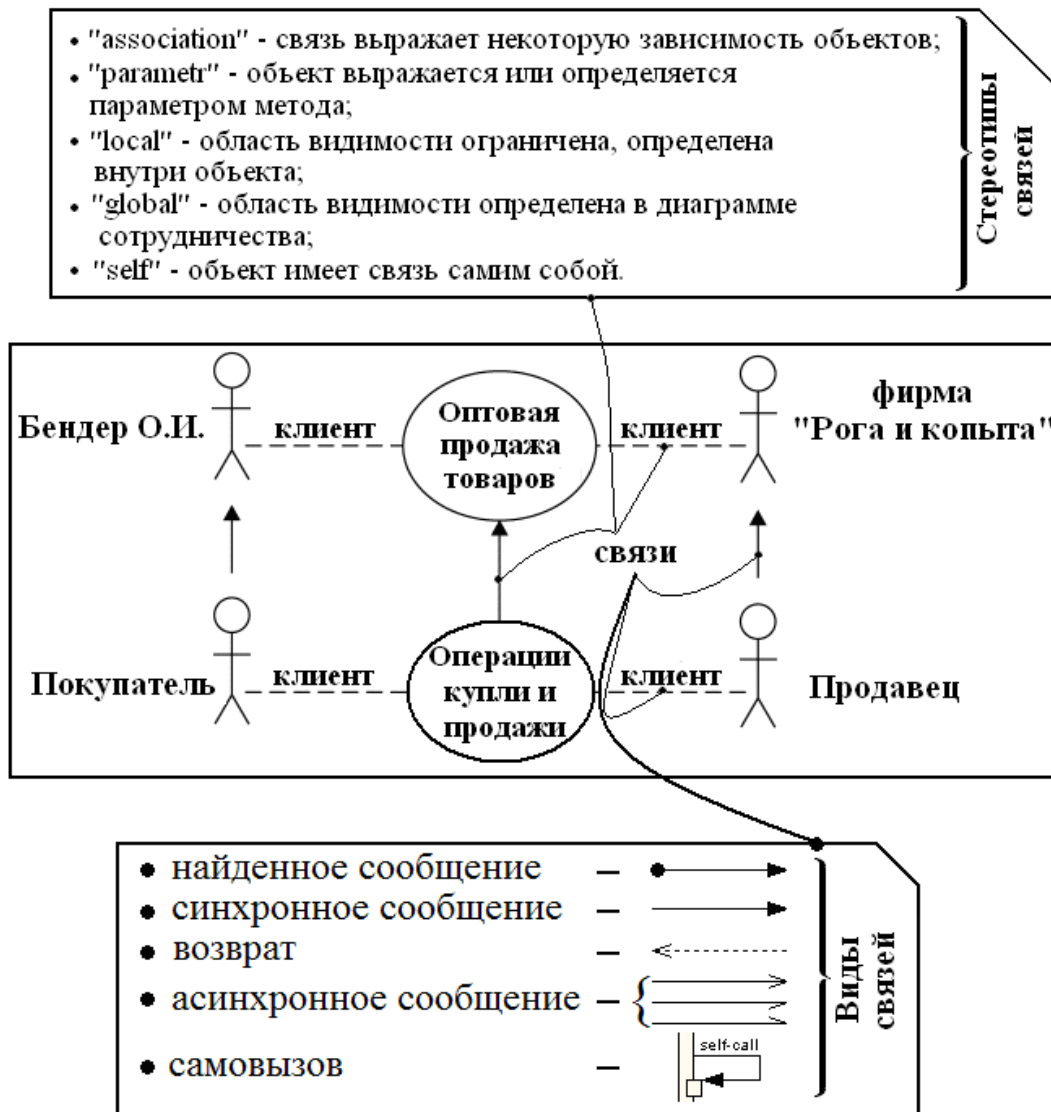 • "association" - связь выражает некоторую зависимость объектов;
• "parametr" - объект выражается или определяется
параметром метода;
• "local" - область видимости ограничена, определена
внутри объекта;
• "global" - область видимости определена в диаграмме
сотрудничества;
• "self" - объект имеет связь самим собой.
Стереотипы
связей
Бендер О.И.
клиент
Оптовая
продажа
товаров
клиент
фирма
"Рога и копыта"
связи
Покупатель
клиент
Операции
купли и
продажи
клиент
Продавец
• найденное сообщение –
• синхронное сообщение –
• возврат –
• асинхронное сообщение –
• самовызов –
self-call
Виды
связей